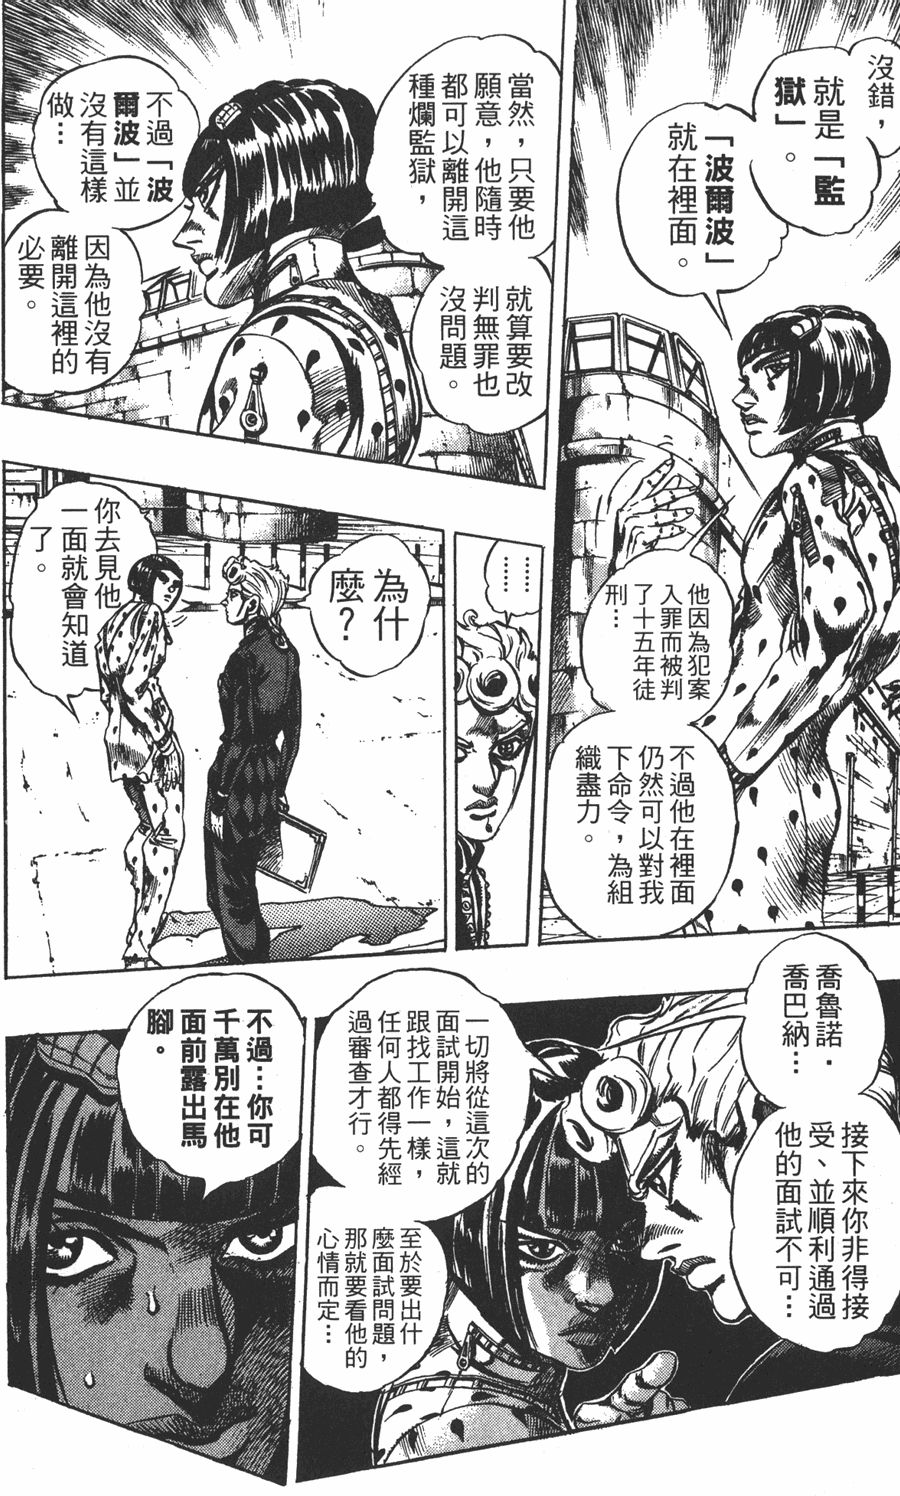 沒錯，
就是「監
獄」。
「波爾波」
就在裡面。
他因為犯案
入罪而被判
了十五年徒
刑…
不過他在裡面
仍然可以對我
下命令，為組
織盡力。
當然，只要他
願意，他隨時
都可以離開這
種爛監獄，
就算要改
判無罪也
沒問題。
不過「波
爾波」並
沒有這樣
做…
因為他沒有
離開這裡的
必要。
……
……
為什
麼？
你去見他
一面就會知道
了。
喬魯諾．
喬巴納…
接下來你非得接
受、並順利通過
他的面試不可…
一切將從這次的
面試開始，這就
跟找工作一樣，
任何人都得先經
過審查才行。
至於要出什
麼面試問題，
那就要看他的
心情而定…
不過…你可
千萬別在他
面前露出馬
腳。